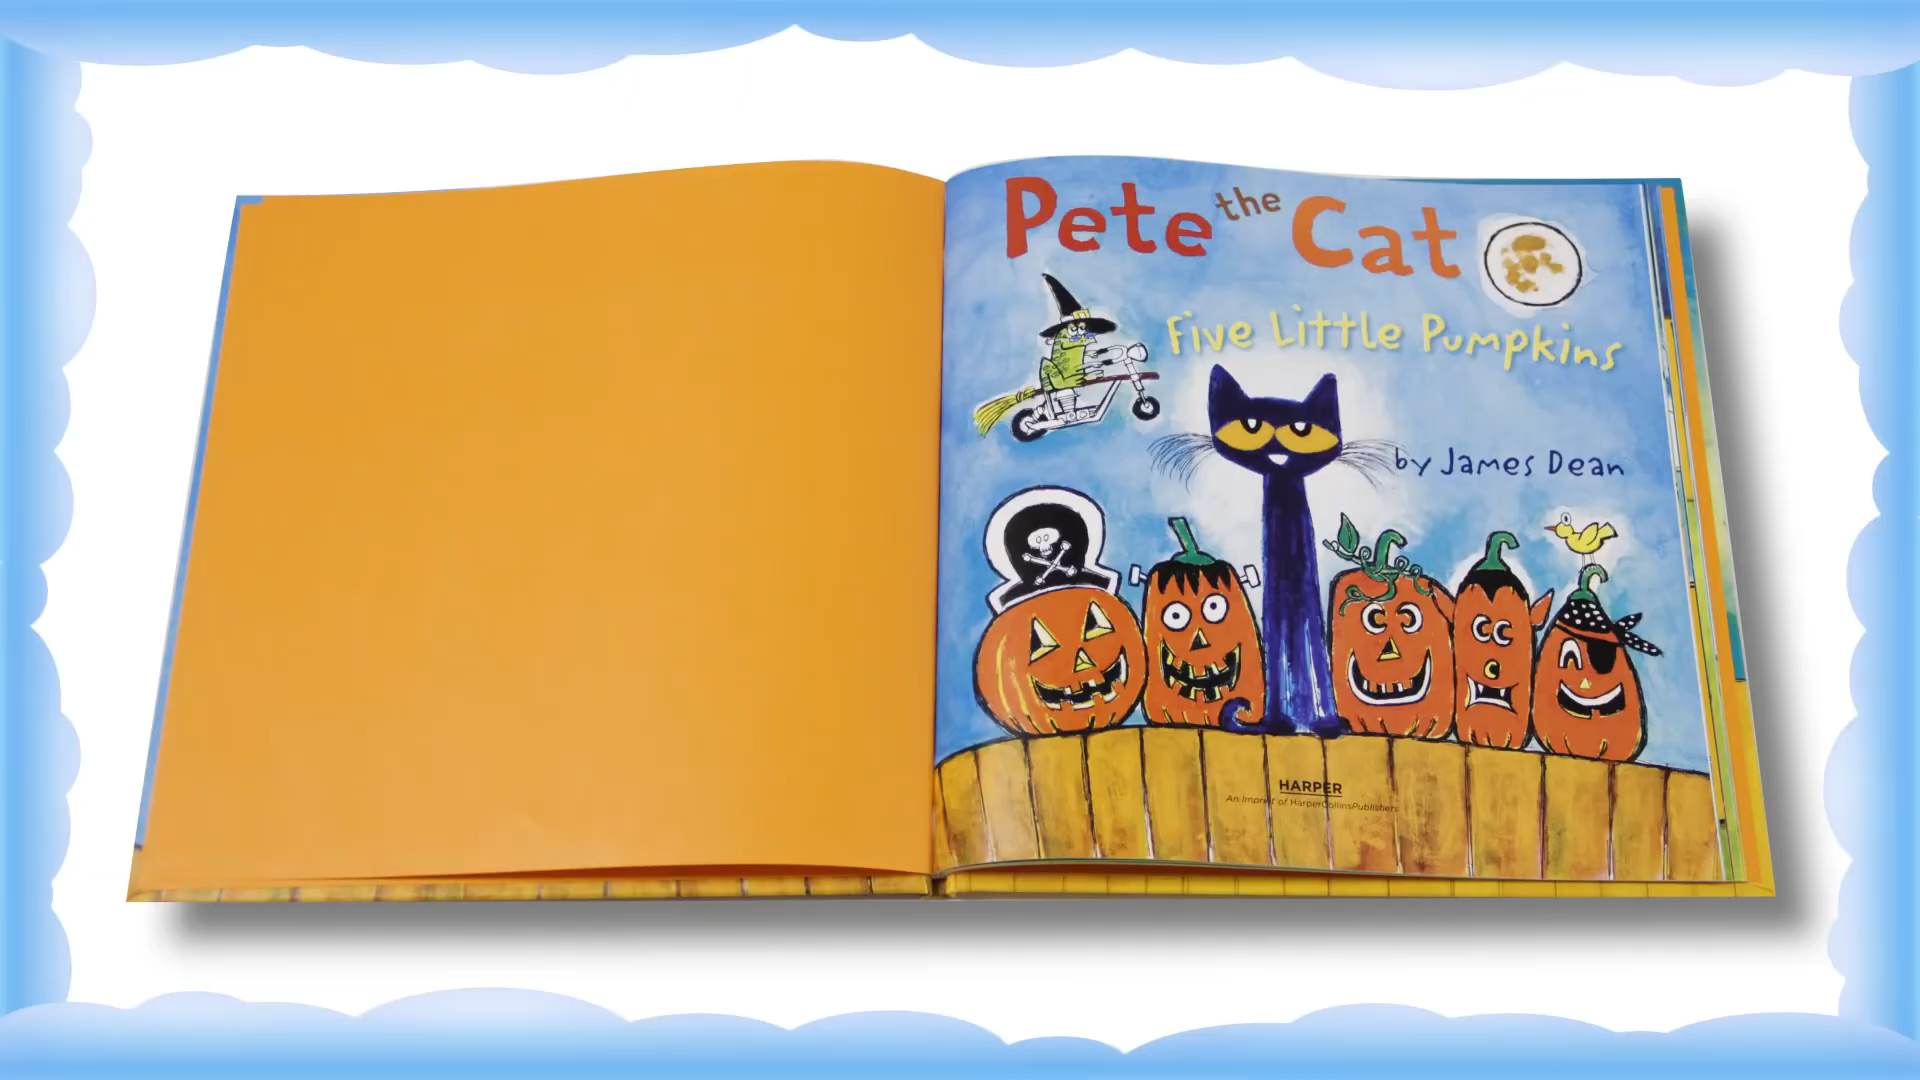 Pete the Cat
Five Little Pumpkins
by James Dean
HARPER
An Imprint of HarperCollinsPublishers